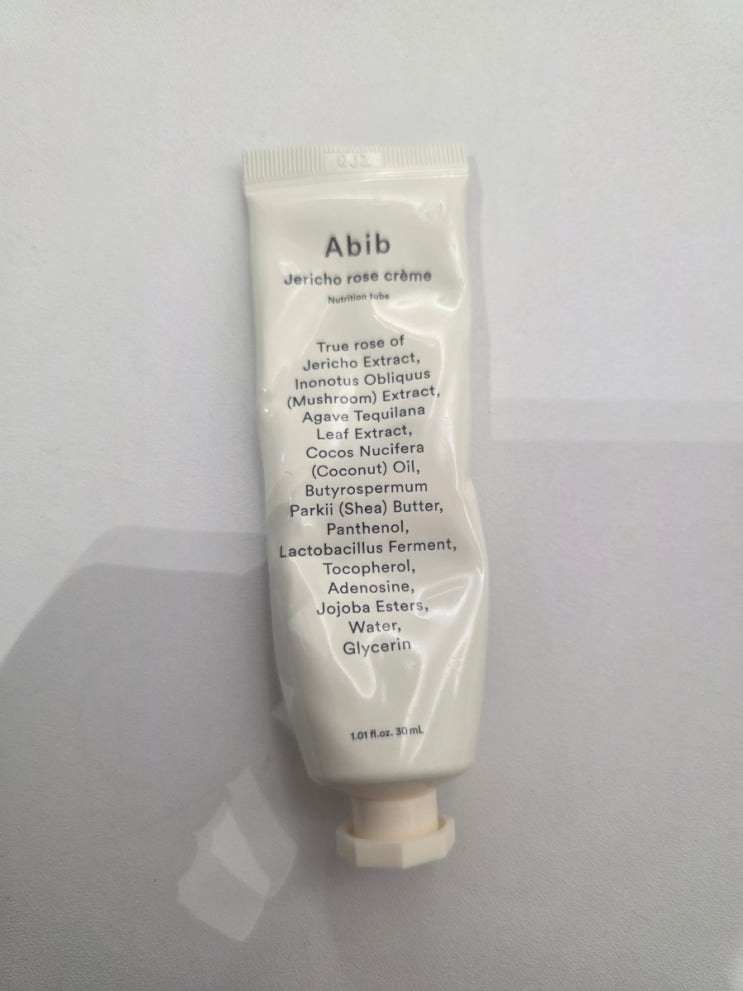 QJZ
Abib
Jericho rose crème
Nutrition tube
True rose of
Jericho Extract,
Inonotus Obliquus
(Mushroom) Extract,
Agave Tequilana
Leaf Extract,
Cocos Nucifera
(Coconut) Oil,
Butyrospermum
Parkii (Shea) Butter,
Panthenol,
Lactobacillus Ferment,
Tocopherol,
Adenosine,
Jojoba Esters,
Water,
Glycerin
1.01 fl.oz. 30 mL